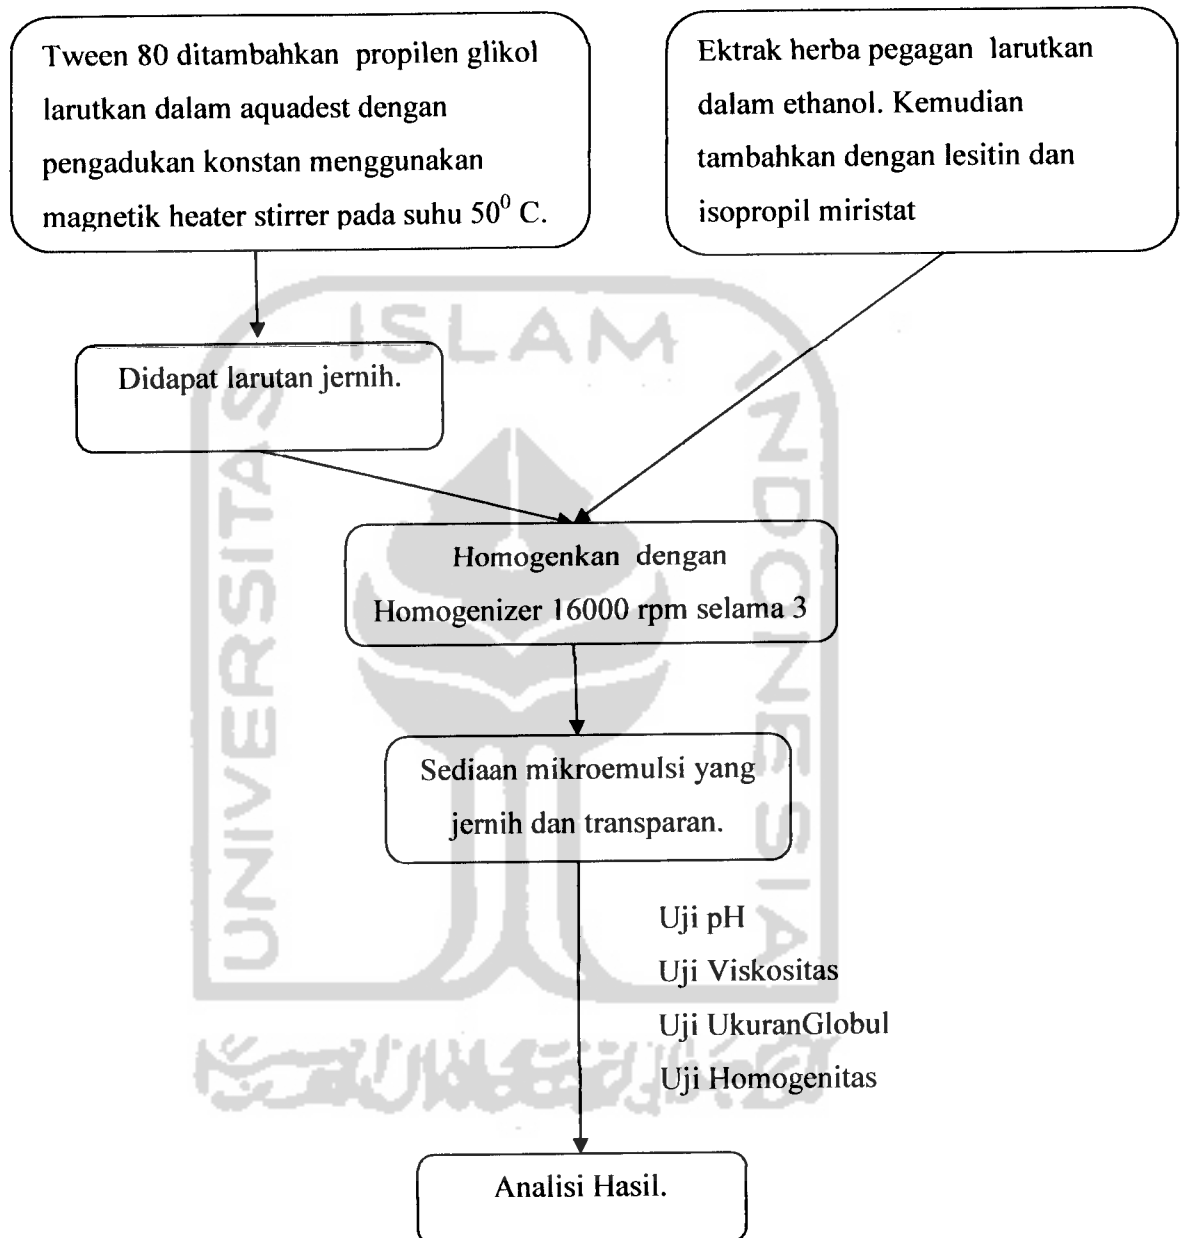 Tween 80 ditambahkan propilen glikol
larutkan dalam aquadest dengan
pengadukan konstan menggunakan
magnetik heater stirrer pada suhu 50⁰ C.
Ektrak herba pegagan larutkan
dalam ethanol. Kemudian
tambahkan dengan lesitin dan
isopropil miristat
Didapat larutan jernih.
Homogenkan dengan
Homogenizer 16000 rpm selama 3
Sediaan mikroemulsi yang
jernih dan transparan.
Uji pH
Uji Viskositas
Uji UkuranGlobul
Uji Homogenitas
Analisi Hasil.
UNIVERSITAS
ISLAM
INDONESIA